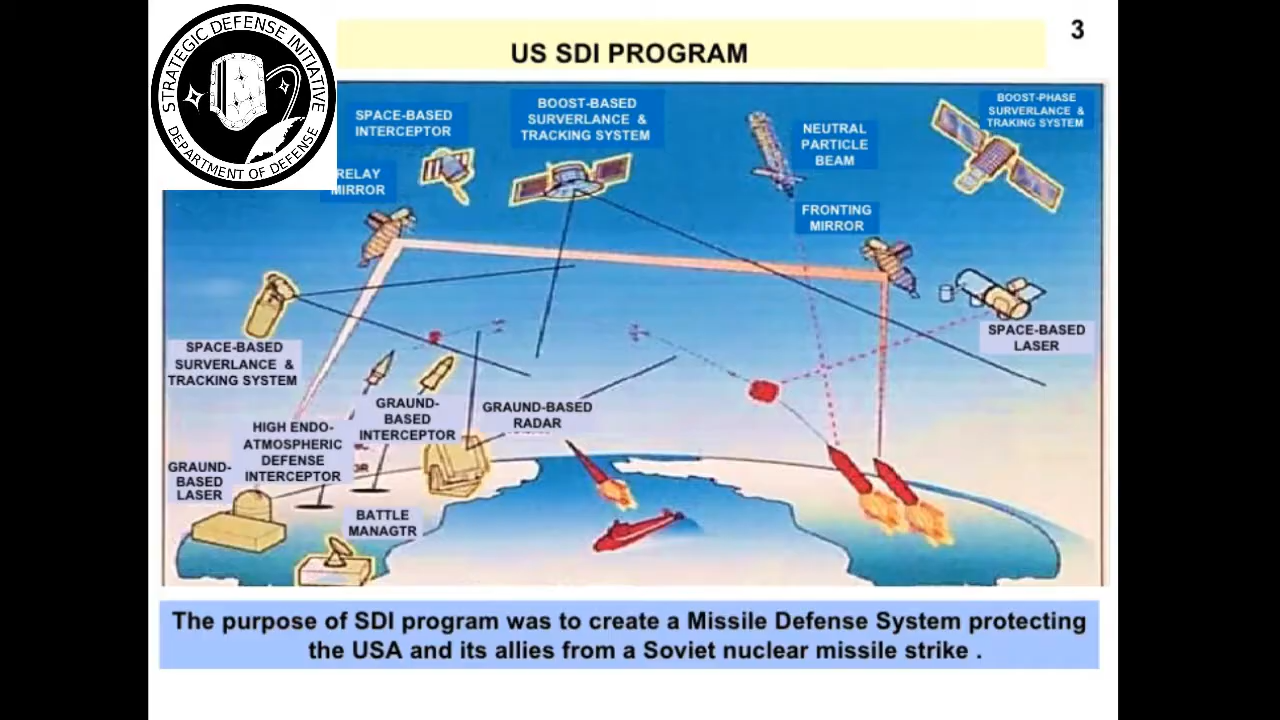 STRATEGIC DEFENSE INITIATIVE
DEPARTMENT OF DEFENSE
3
US SDI PROGRAM
SPACE-BASED
INTERCEPTOR
BOOST-BASED
SURVERLANCE &
TRACKING SYSTEM
NEUTRAL
PARTICLE
BEAM
BOOST-PHASE
SURVERLANCE &
TRAKING SYSTEM
RELAY
MIRROR
FRONTING
MIRROR
SPACE-BASED
LASER
SPACE-BASED
SURVERLANCE &
TRACKING SYSTEM
GRAUND-
BASED
INTERCEPTOR
GROUND-BASED
RADAR
HIGH ENDO-
ATMOSPHERIC
DEFENSE
INTERCEPTOR
GRAUND-
BASED
LASER
BATTLE
MANAGTR
The purpose of SDI program was to create a Missile Defense System protecting
the USA and its allies from a Soviet nuclear missile strike .